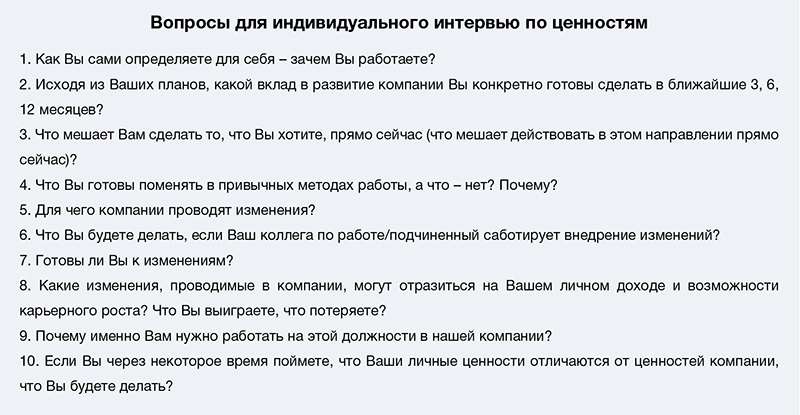 Вопросы для индивидуального интервью по ценностям
1. Как Вы сами определяете для себя – зачем Вы работаете?
2. Исходя из Ваших планов, какой вклад в развитие компании Вы конкретно готовы сделать в ближайшие 3, 6,
12 месяцев?
3. Что мешает Вам сделать то, что Вы хотите, прямо сейчас (что мешает действовать в этом направлении прямо
сейчас)?
4. Что Вы готовы поменять в привычных методах работы, а что – нет? Почему?
5. Для чего компании проводят изменения?
6. Что Вы будете делать, если Ваш коллега по работе/подчиненный саботирует внедрение изменений?
7. Готовы ли Вы к изменениям?
8. Какие изменения, проводимые в компании, могут отразиться на Вашем личном доходе и возможности
карьерного роста? Что Вы выиграете, что потеряете?
9. Почему именно Вам нужно работать на этой должности в нашей компании?
10. Если Вы через некоторое время поймете, что Ваши личные ценности отличаются от ценностей компании,
что Вы будете делать?